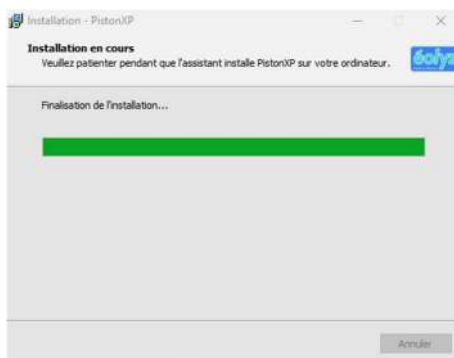 Installation - PistonXP
Installation en cours
Veuillez patienter pendant que l'assistant installe PistonXP sur votre ordinateur.
éolys
Finalisation de l'installation...
Annuler